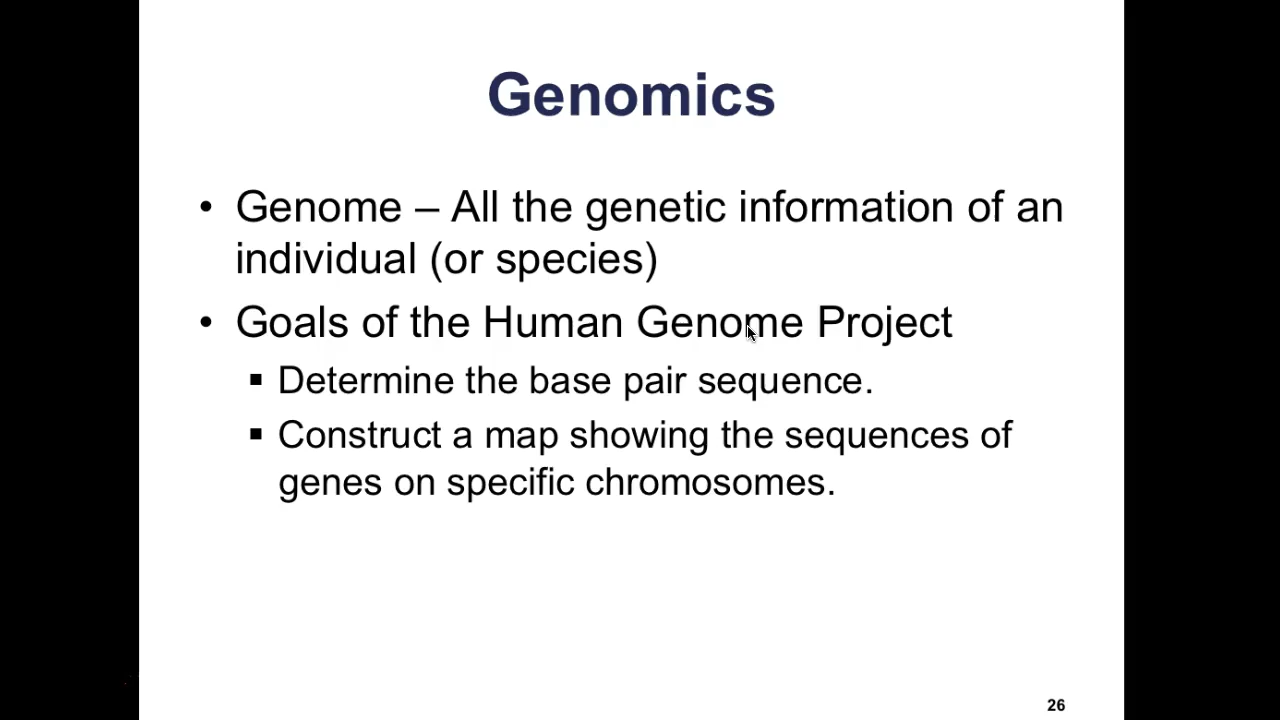 Genomics
• Genome – All the genetic information of an
individual (or species)
• Goals of the Human Genome Project
▪ Determine the base pair sequence.
▪ Construct a map showing the sequences of
genes on specific chromosomes.
26